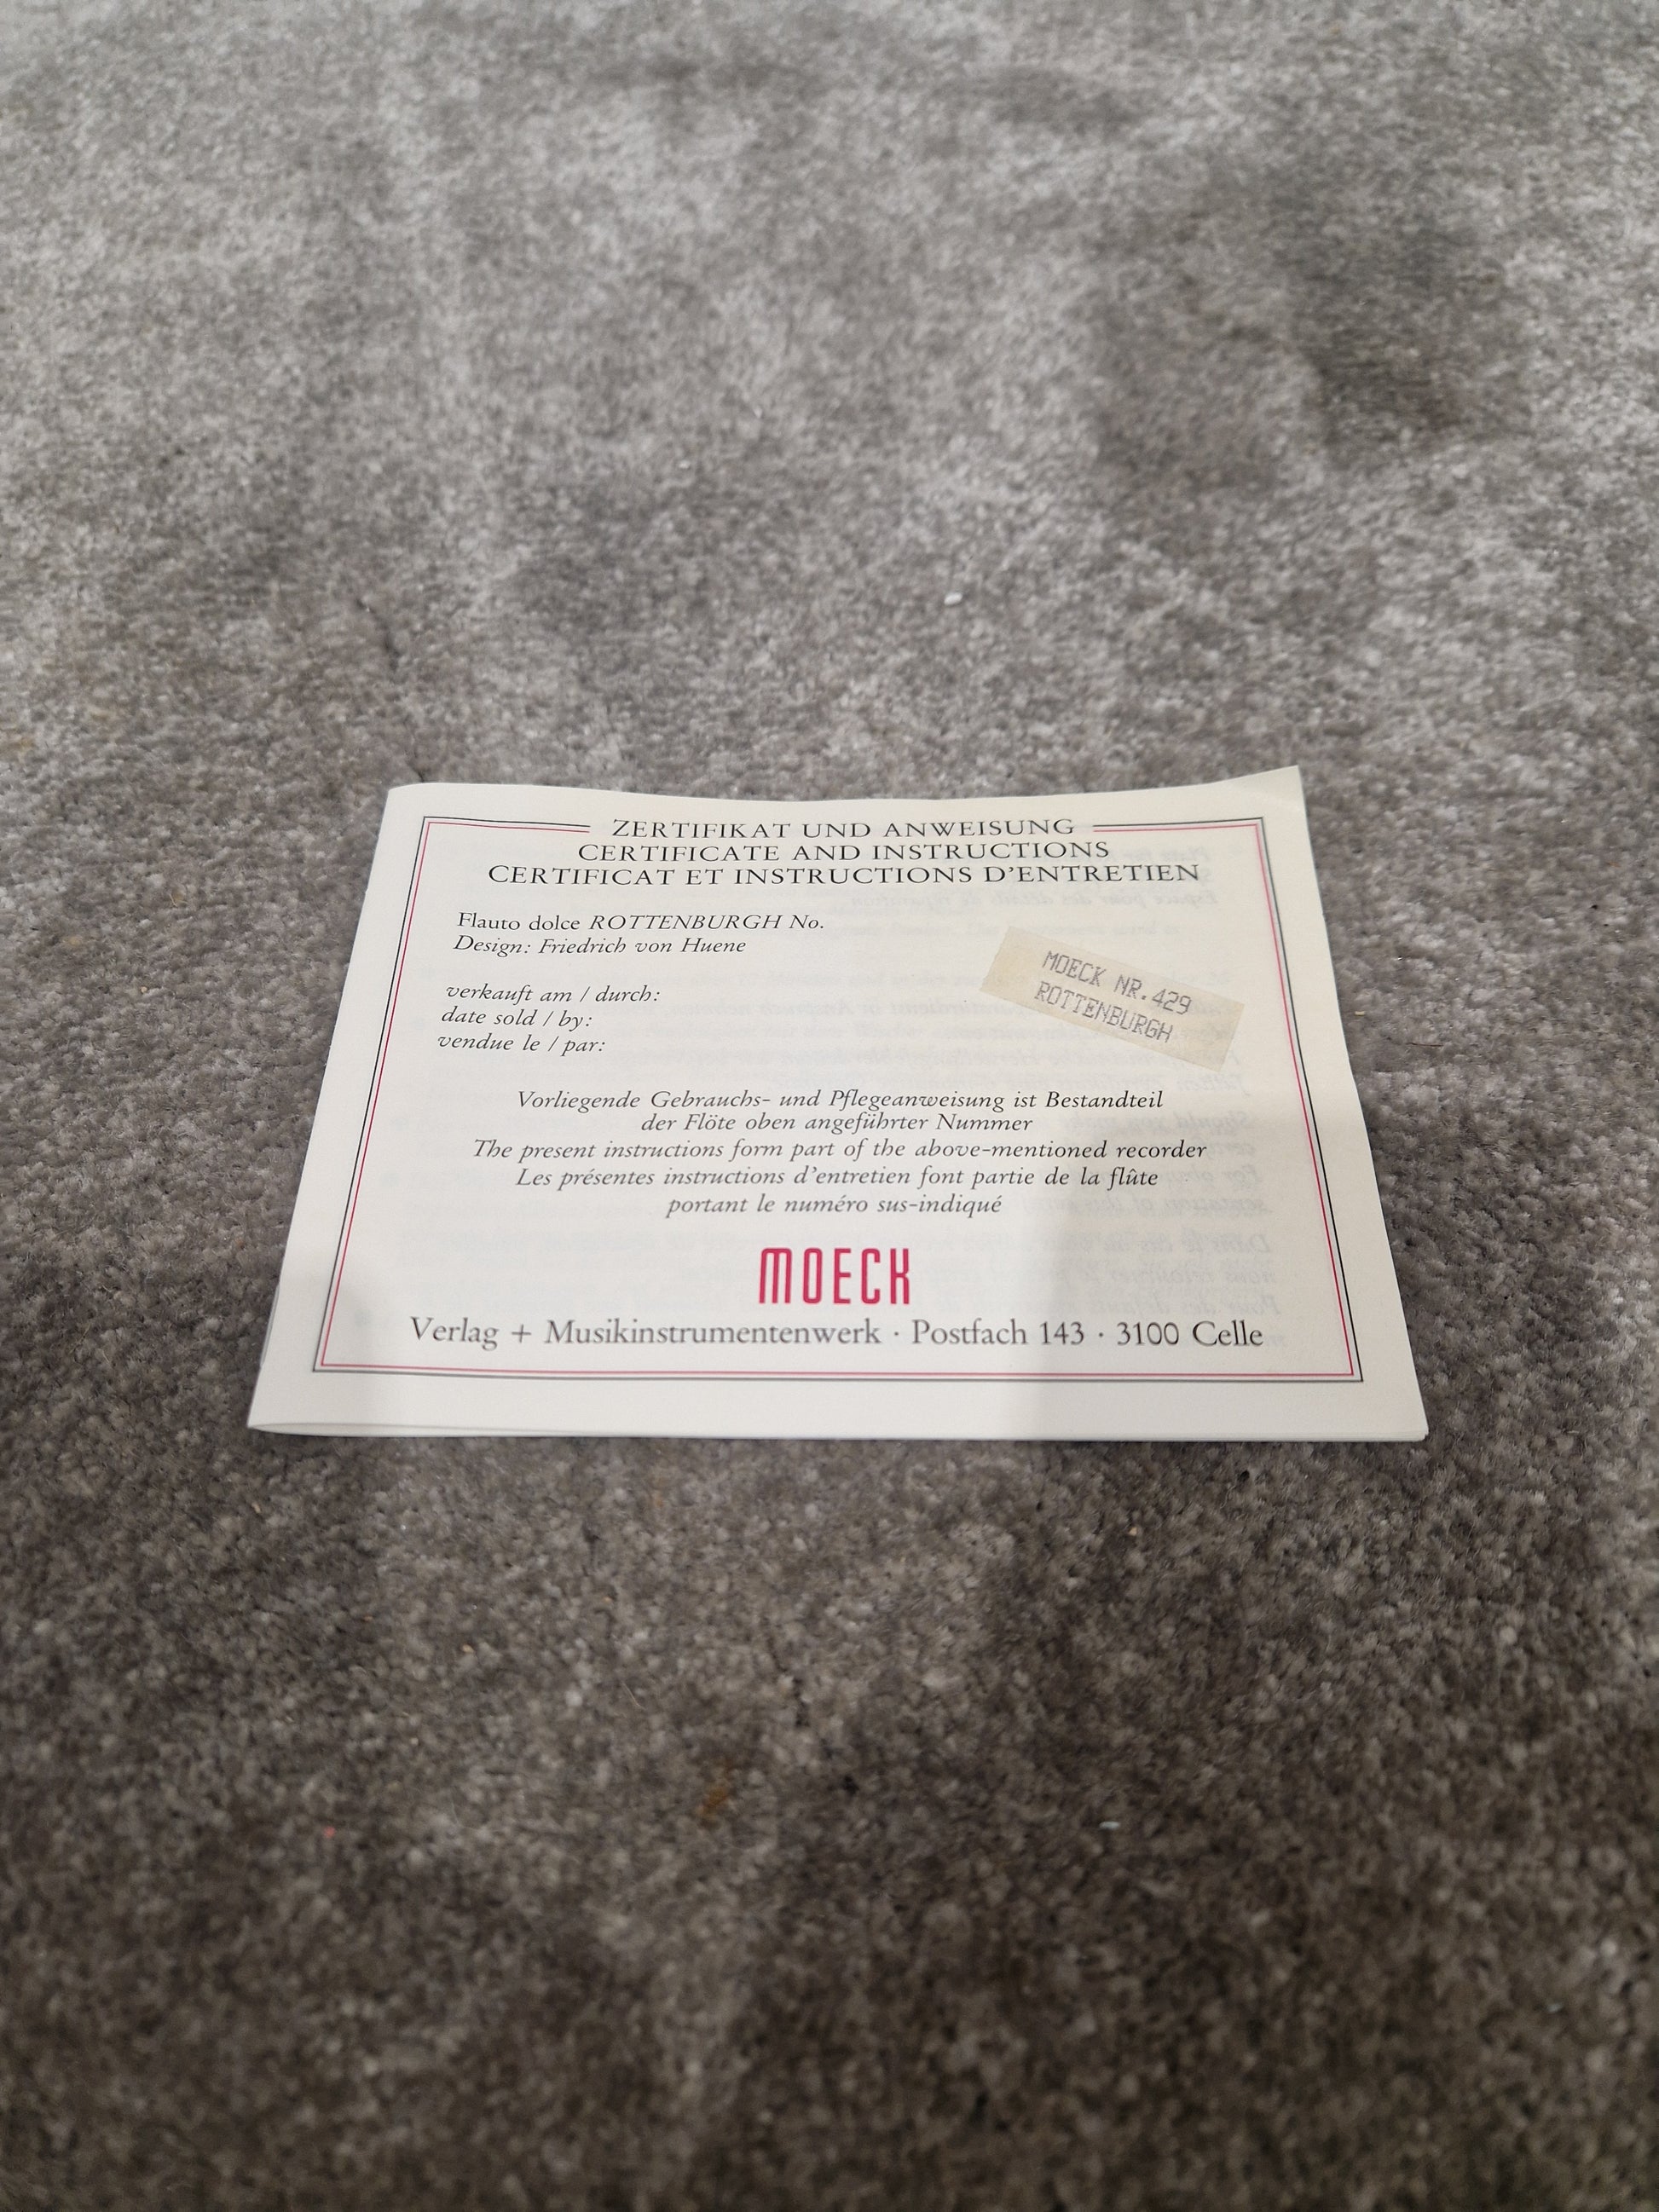 ZERTIFIKAT UND ANWEISUNG
CERTIFICATE AND INSTRUCTIONS
CERTIFICAT ET INSTRUCTIONS D'ENTRETIEN
Flauto dolce ROTTENBURGH No.
Design: Friedrich von Huene
MOECK NR.429
ROTTENBURGH
verkauft am / durch:
date sold / by:
vendue le / par:
Vorliegende Gebrauchs- und Pflegeanweisung ist Bestandteil
der Flöte oben angeführter Nummer
The present instructions form part of the above-mentioned recorder
Les présentes instructions d'entretien font partie de la flûte
portant le numéro sus-indiqué
MOECK
Verlag + Musikinstrumentenwerk · Postfach 143 · 3100 Celle